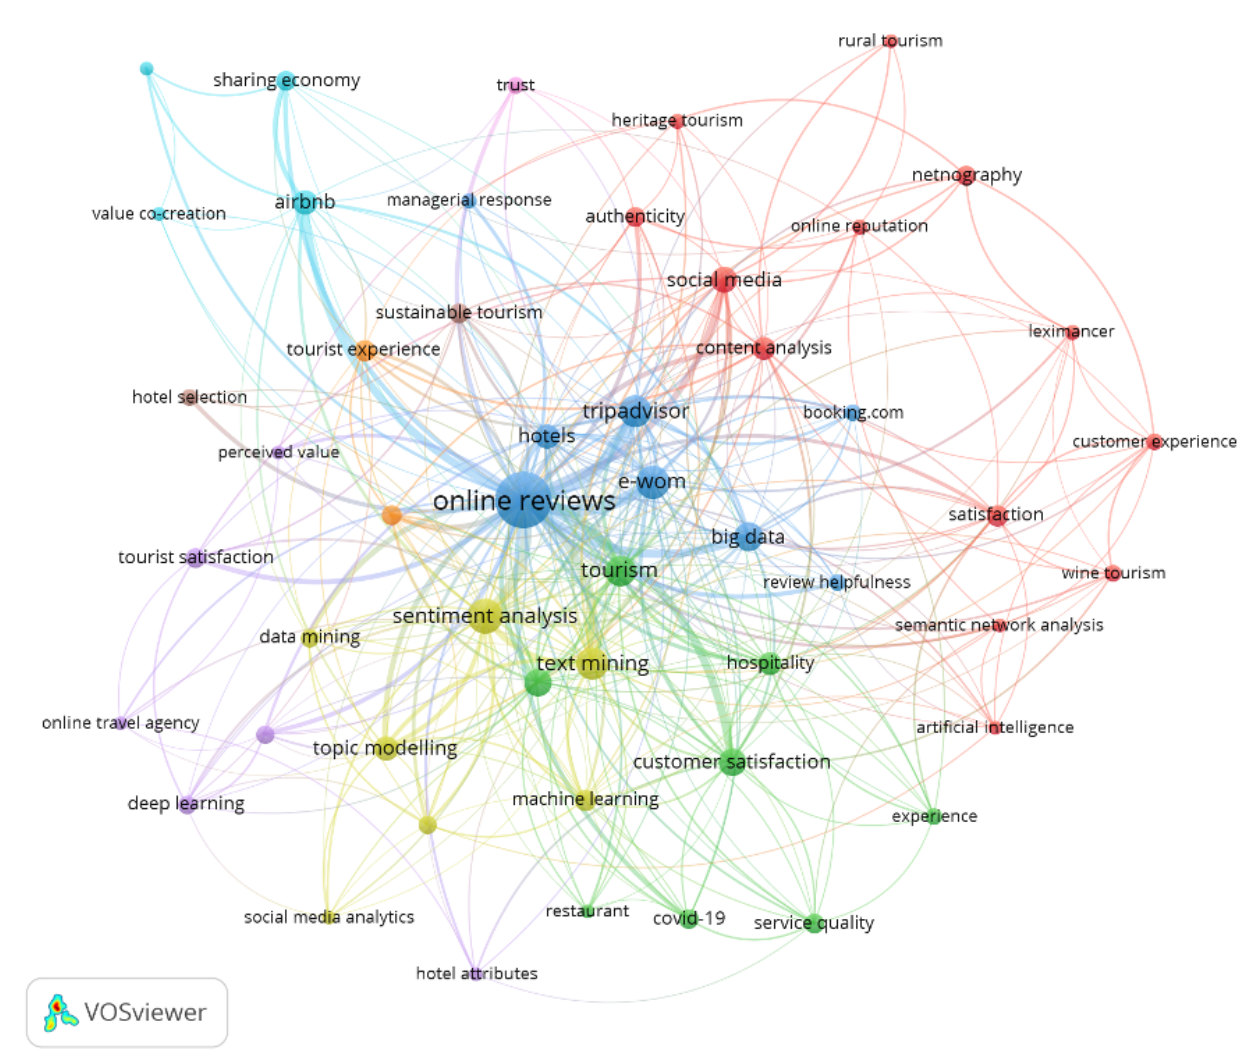 rural tourism
sharing economy
trust
heritage tourism
netnography
airbnb
managerial response
value co-creation
authenticity
online reputation
social media
sustainable tourism
leximancer
tourist experience
content analysis
hotel selection
tripadvisor
booking.com
hotels
customer experience
perceived value
e-wom
online reviews
satisfaction
big data
tourist satisfaction
tourism
wine tourism
review helpfulness
sentiment analysis
semantic network analysis
data mining
text mining
hospitality
online travel agency
artificial intelligence
topic modelling
customer satisfaction
machine learning
deep learning
experience
restaurant
social media analytics
covid-19
service quality
hotel attributes
VOSviewer